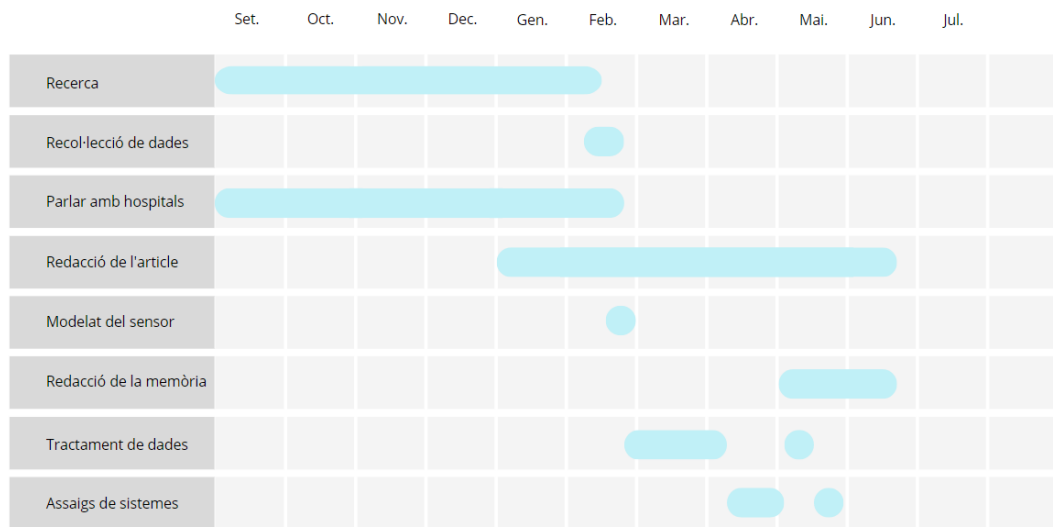 Set. Oct. Nov. Dec. Gen. Feb. Mar. Abr. Mai. Jun. Jul.
Recerca
Recol·lecció de dades
Parlar amb hospitals
Redacció de l'article
Modelat del sensor
Redacció de la memòria
Tractament de dades
Assaigs de sistemes